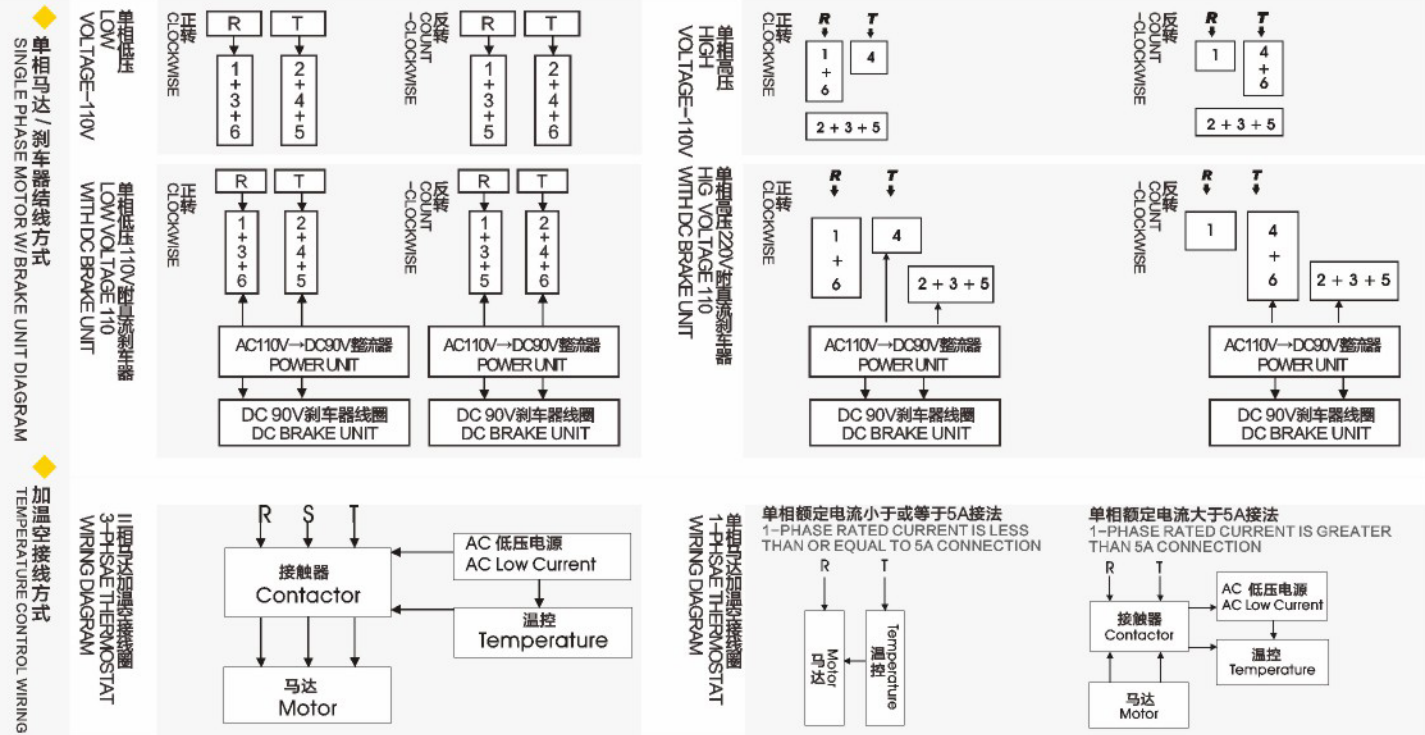 单相马达/刹车器结线方式
SINGLE PHASE MOTOR W/ BRAKE UNIT DIAGRAM
单相低压
LOW
VOLTAGE–110V
正转
CLOCKWISE
R T
1+3+6
2+4+5
反转
COUNT
-CLOCKWISE
R T
1+3+5
2+4+6
单相高压
HIGH
VOLTAGE–110V
正转
CLOCKWISE
R T
1+6
4
2+3+5
反转
COUNT
-CLOCKWISE
R T
1
4+6
2+3+5
单相低压110V附直流刹车器
LOW VOLTAGE 110
WITH DC BRAKE UNIT
正转
CLOCKWISE
R T
1+3+6
2+4+5
AC110V→DC90V整流器
POWER UNIT
DC 90V刹车器线圈
DC BRAKE UNIT
反转
COUNT
-CLOCKWISE
R T
1+3+5
2+4+6
AC110V→DC90V整流器
POWER UNIT
DC 90V刹车器线圈
DC BRAKE UNIT
单相高压220V附直流刹车器
HIG VOLTAGE 110
WITH DC BRAKE UNIT
正转
CLOCKWISE
R T
1+6
4
2+3+5
AC110V→DC90V整流器
POWER UNIT
DC 90V刹车器线圈
DC BRAKE UNIT
反转
COUNT
-CLOCKWISE
R T
1
4+6
2+3+5
AC110V→DC90V整流器
POWER UNIT
DC 90V刹车器线圈
DC BRAKE UNIT
加温空接线方式
TEMPERATURE CONTROL WIRING
三相马达加温空接线圈
3–PHSAE THERMOSTAT
WIRING DIAGRAM
R S T
接触器
Contactor
AC 低压电源
AC Low Current
温控
Temperature
马达
Motor
单相马达加温空接线圈
1–PHSAE THERMOSTAT
WIRING DIAGRAM
单相额定电流小于或等于5A接法
1–PHASE RATED CURRENT IS LESS
THAN OR EQUAL TO 5A CONNECTION
R T
马达
Motor
温控
Temperature
单相额定电流大于5A接法
1–PHASE RATED CURRENT IS GREATER
THAN 5A CONNECTION
R T
接触器
Contactor
AC 低压电源
AC Low Current
温控
Temperature
马达
Motor